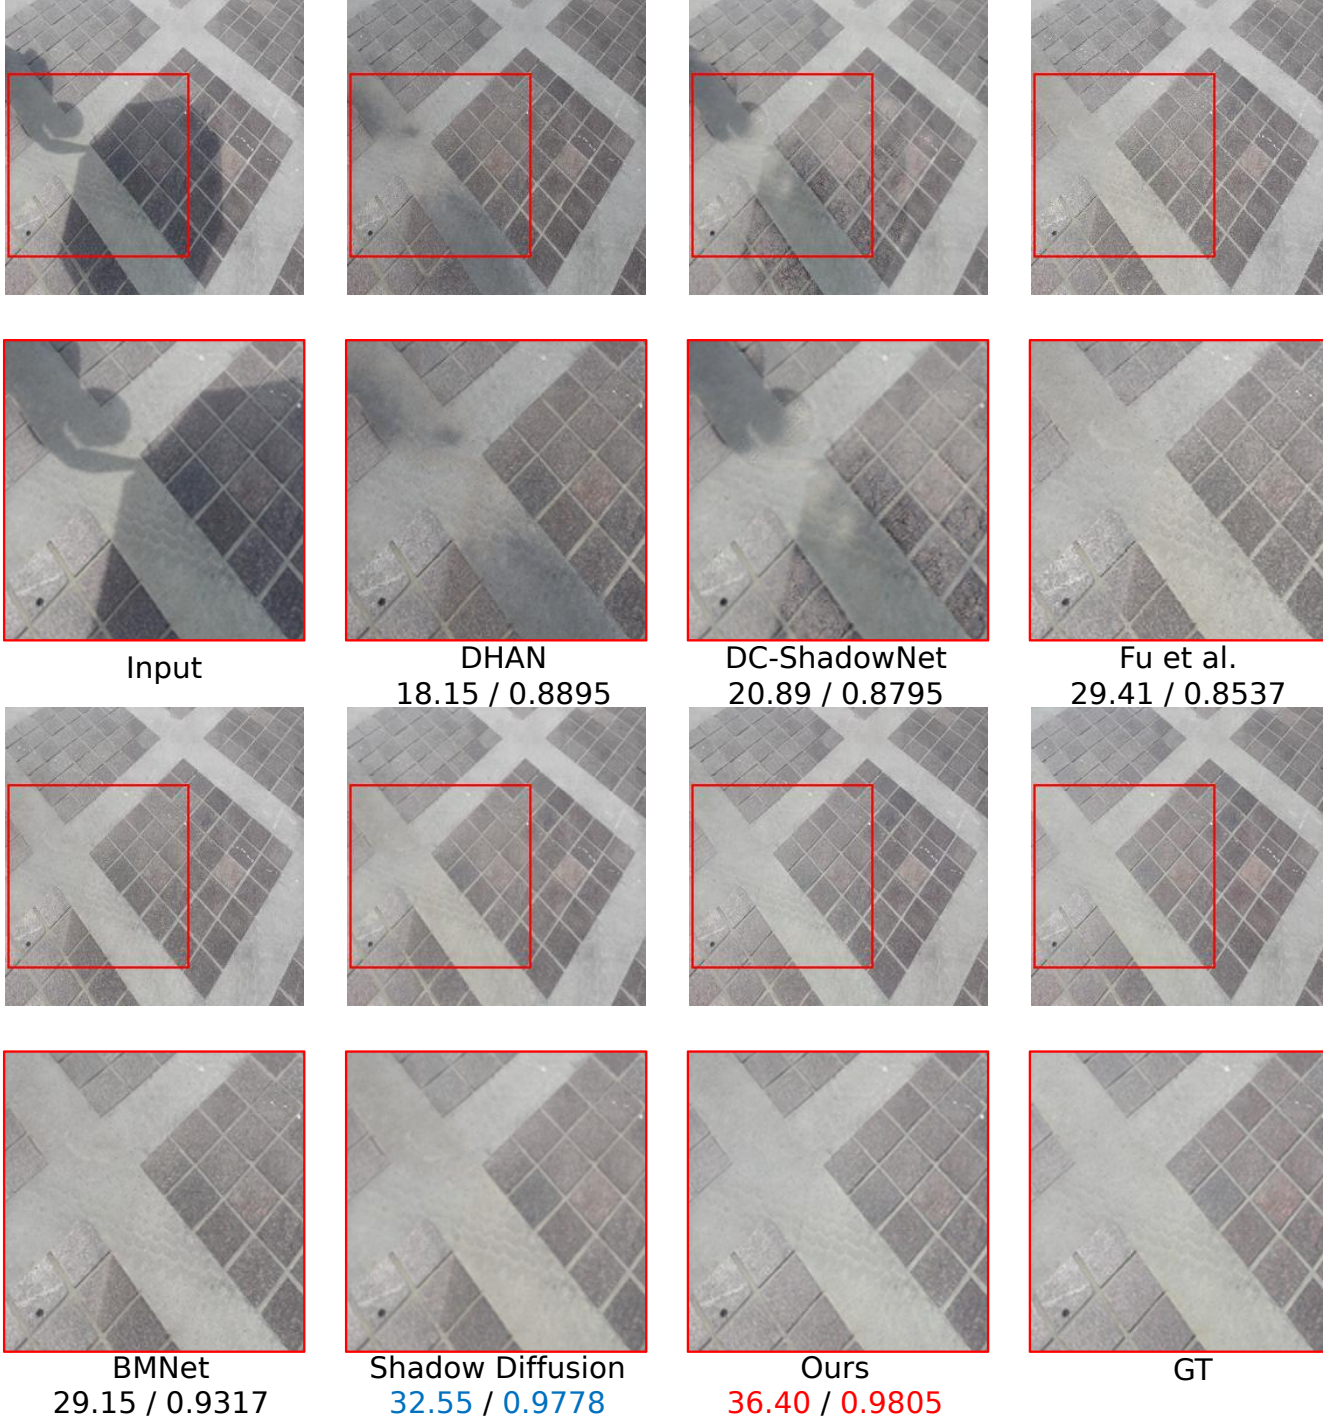 Input
DHAN
18.15 / 0.8895
DC-ShadowNet
20.89 / 0.8795
Fu et al.
29.41 / 0.8537
BMNet
29.15 / 0.9317
Shadow Diffusion
32.55 / 0.9778
Ours
36.40 / 0.9805
GT